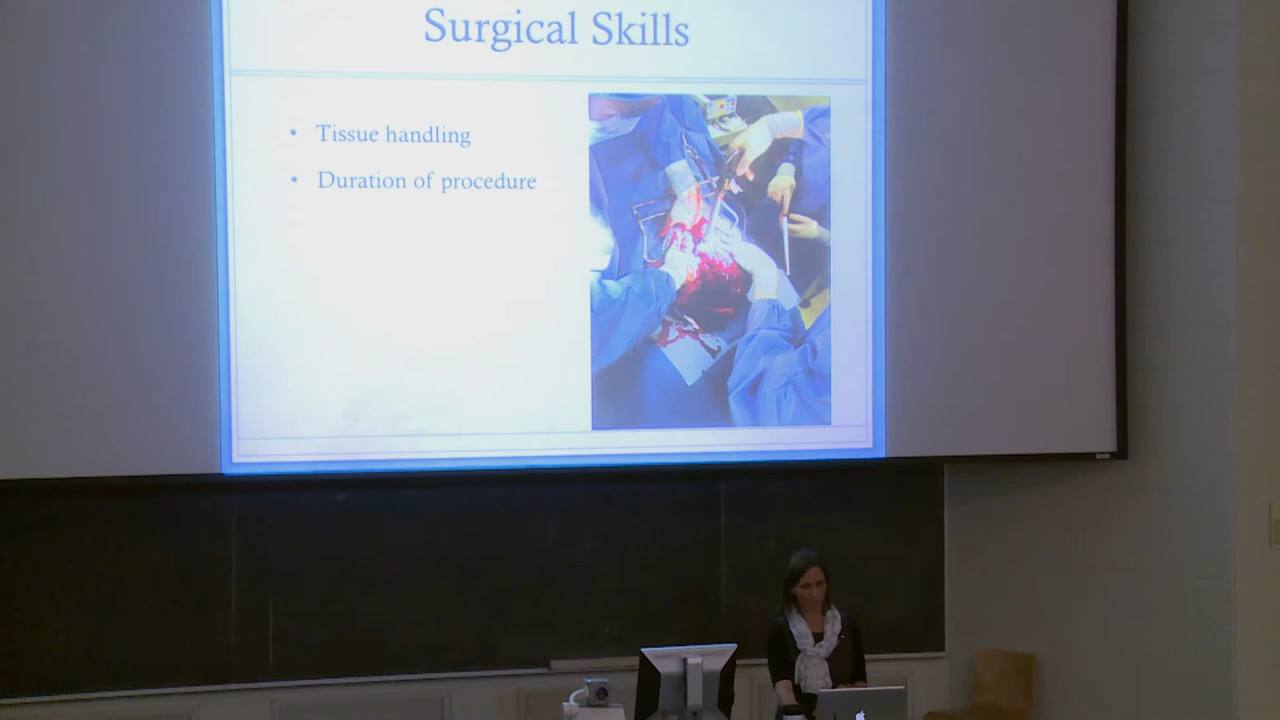 Surgical Skills
• Tissue handling
• Duration of procedure